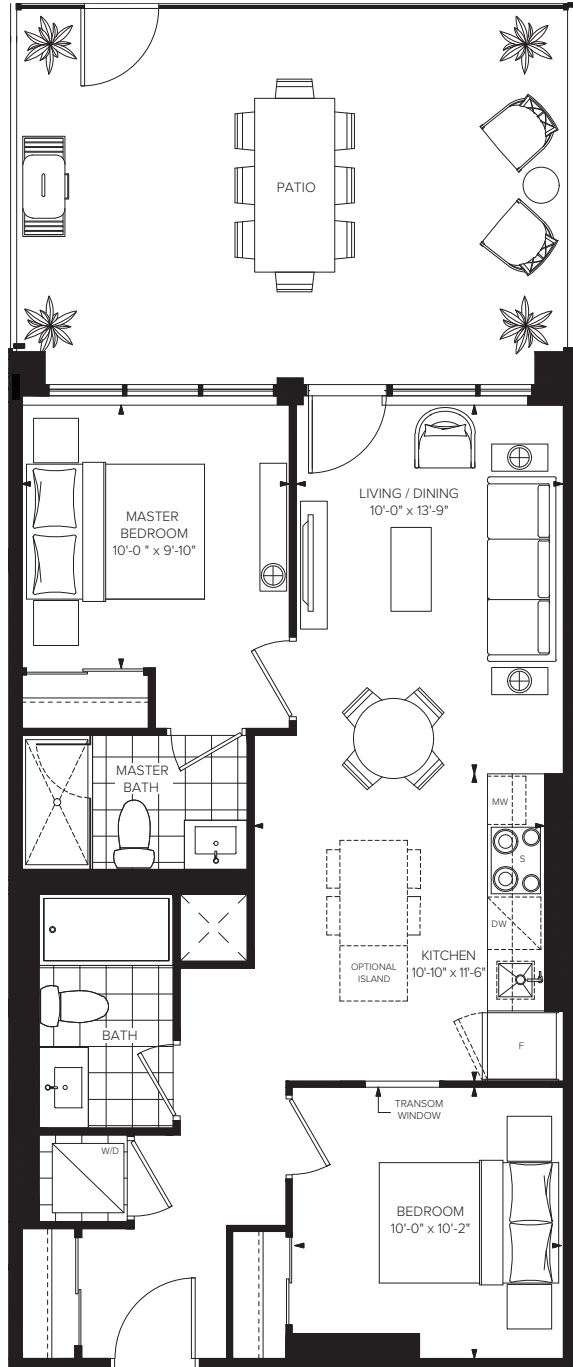 PATIO
LIVING / DINING
10'-0" x 13'-9"
MASTER
BEDROOM
10'-0 " x 9'-10"
MASTER
BATH
MW
S
DW
KITCHEN
10'-10" x 11'-6"
OPTIONAL
ISLAND
F
BATH
TRANSOM
WINDOW
W/D
BEDROOM
10'-0" x 10'-2"